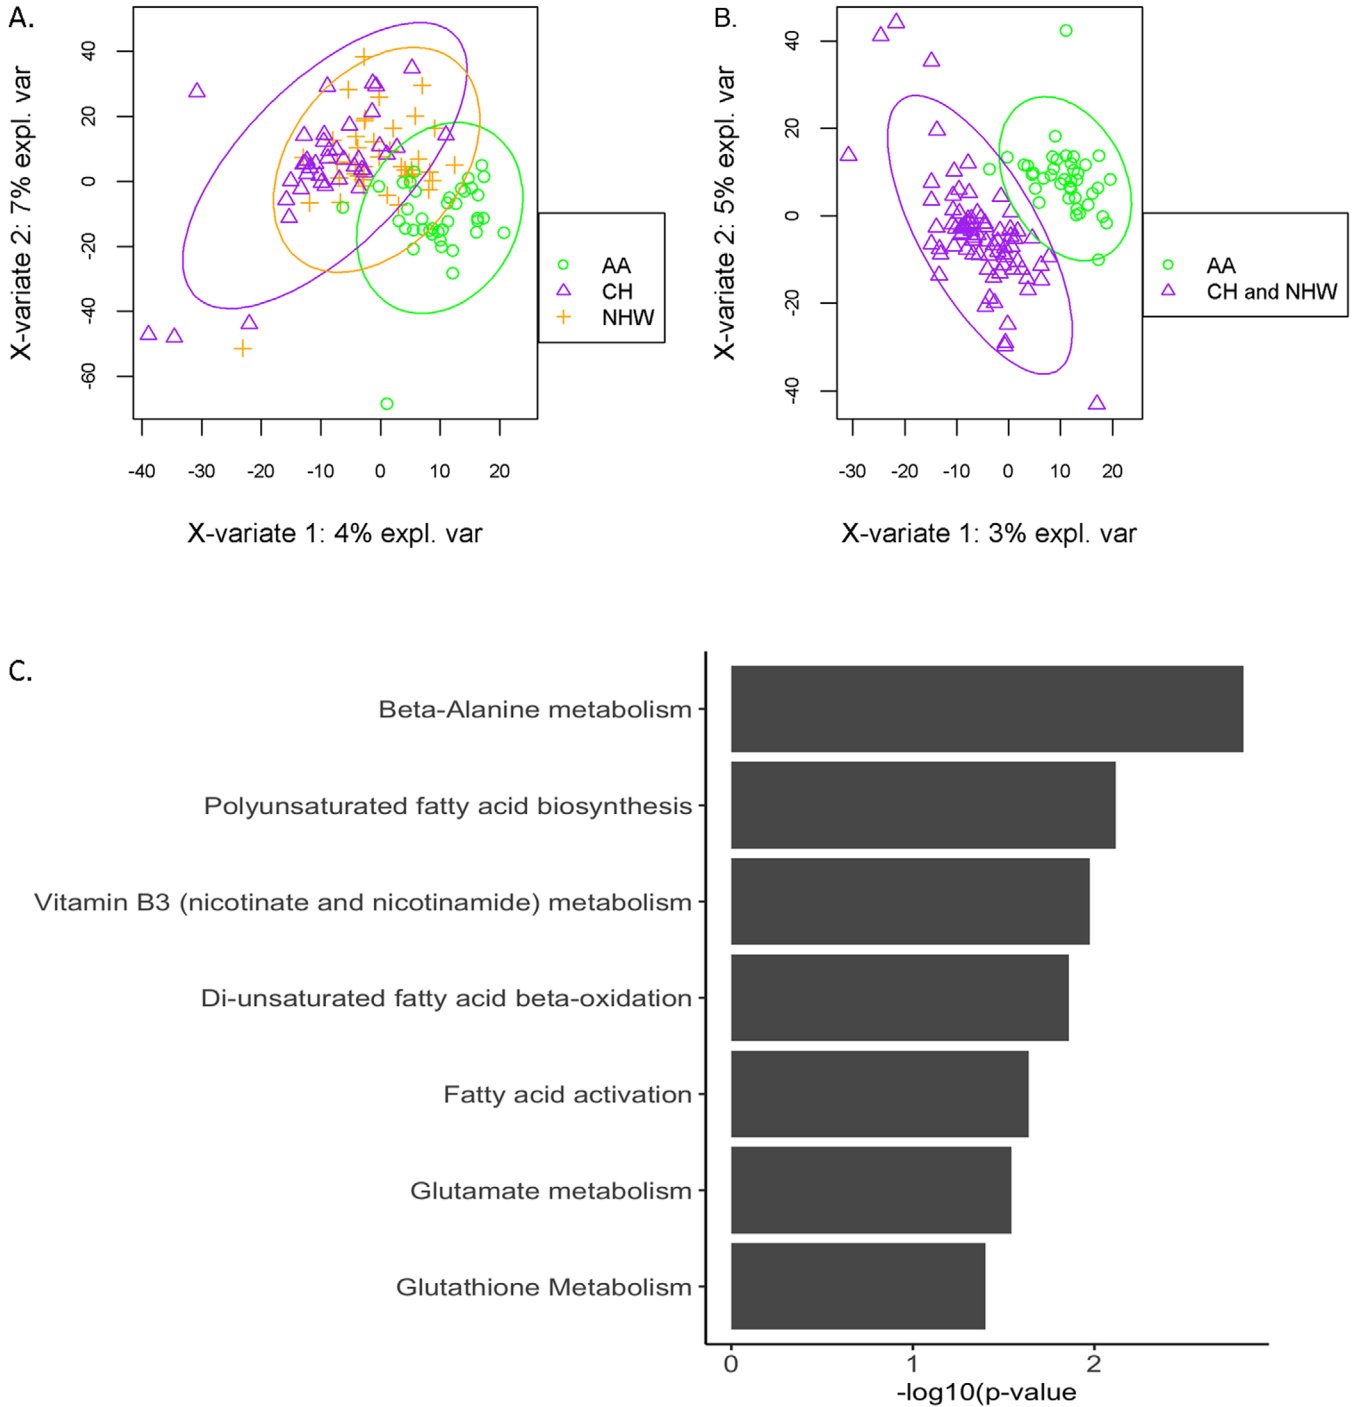 A.
X-variate 2: 7% expl. var
40
20
0
-20
-40
-60
-40 -30 -20 -10 0 10 20
X-variate 1: 4% expl. var
AA
CH
NHW
B.
X-variate 2: 5% expl. var
40
20
0
-20
-40
-30 -20 -10 0 10 20
X-variate 1: 3% expl. var
AA
CH and NHW
C.
Beta-Alanine metabolism
Polyunsaturated fatty acid biosynthesis
Vitamin B3 (nicotinate and nicotinamide) metabolism
Di-unsaturated fatty acid beta-oxidation
Fatty acid activation
Glutamate metabolism
Glutathione Metabolism
0 1 2
-log10(p-value